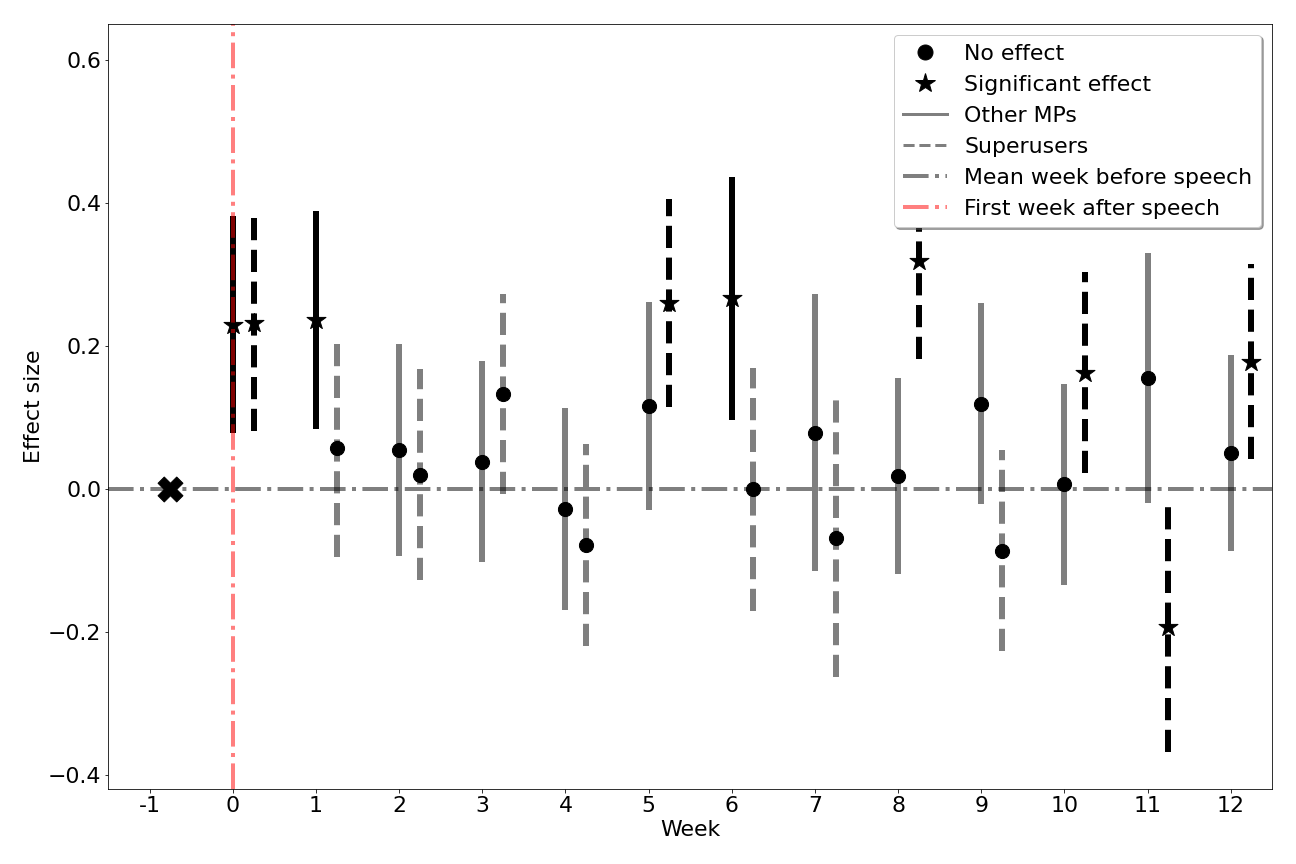 0.6
0.4
0.2
0.0
−0.2
−0.4
Effect size
-1 0 1 2 3 4 5 6 7 8 9 10 11 12
Week
No effect
Significant effect
Other MPs
Superusers
Mean week before speech
First week after speech